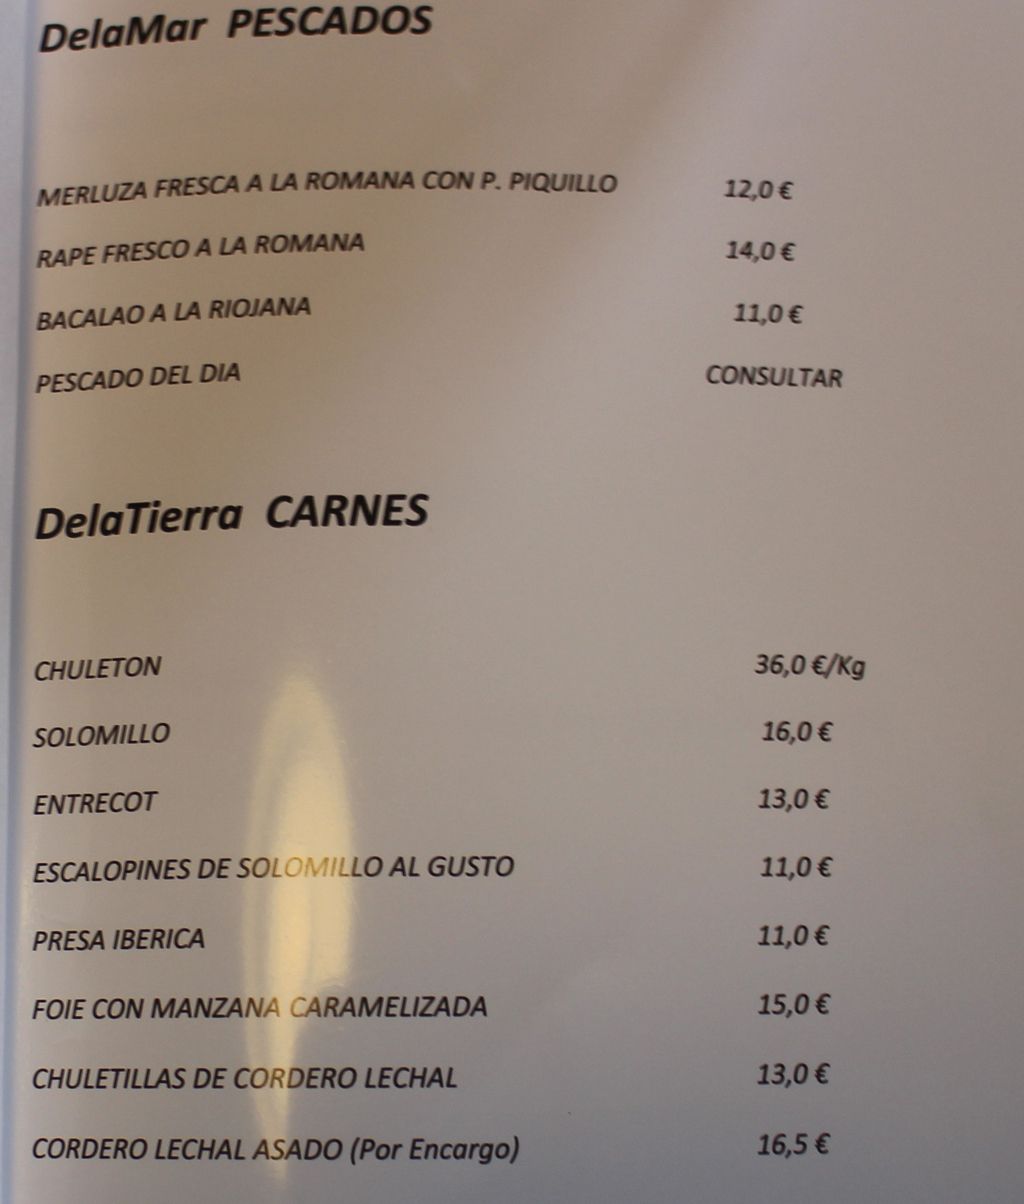 DelaMar PESCADOS
MERLUZA FRESCA A LA ROMANA CON P. PIQUILLO 12,0 €
RAPE FRESCO A LA ROMANA 14,0 €
BACALAO A LA RIOJANA 11,0 €
PESCADO DEL DIA CONSULTAR
DelaTierra CARNES
CHULETON 36,0 €/Kg
SOLOMILLO 16,0 €
ENTRECOT 13,0 €
ESCALOPINES DE SOLOMILLO AL GUSTO 11,0 €
PRESA IBERICA 11,0 €
FOIE CON MANZANA CARAMELIZADA 15,0 €
CHULETILLAS DE CORDERO LECHAL 13,0 €
CORDERO LECHAL ASADO (Por Encargo) 16,5 €